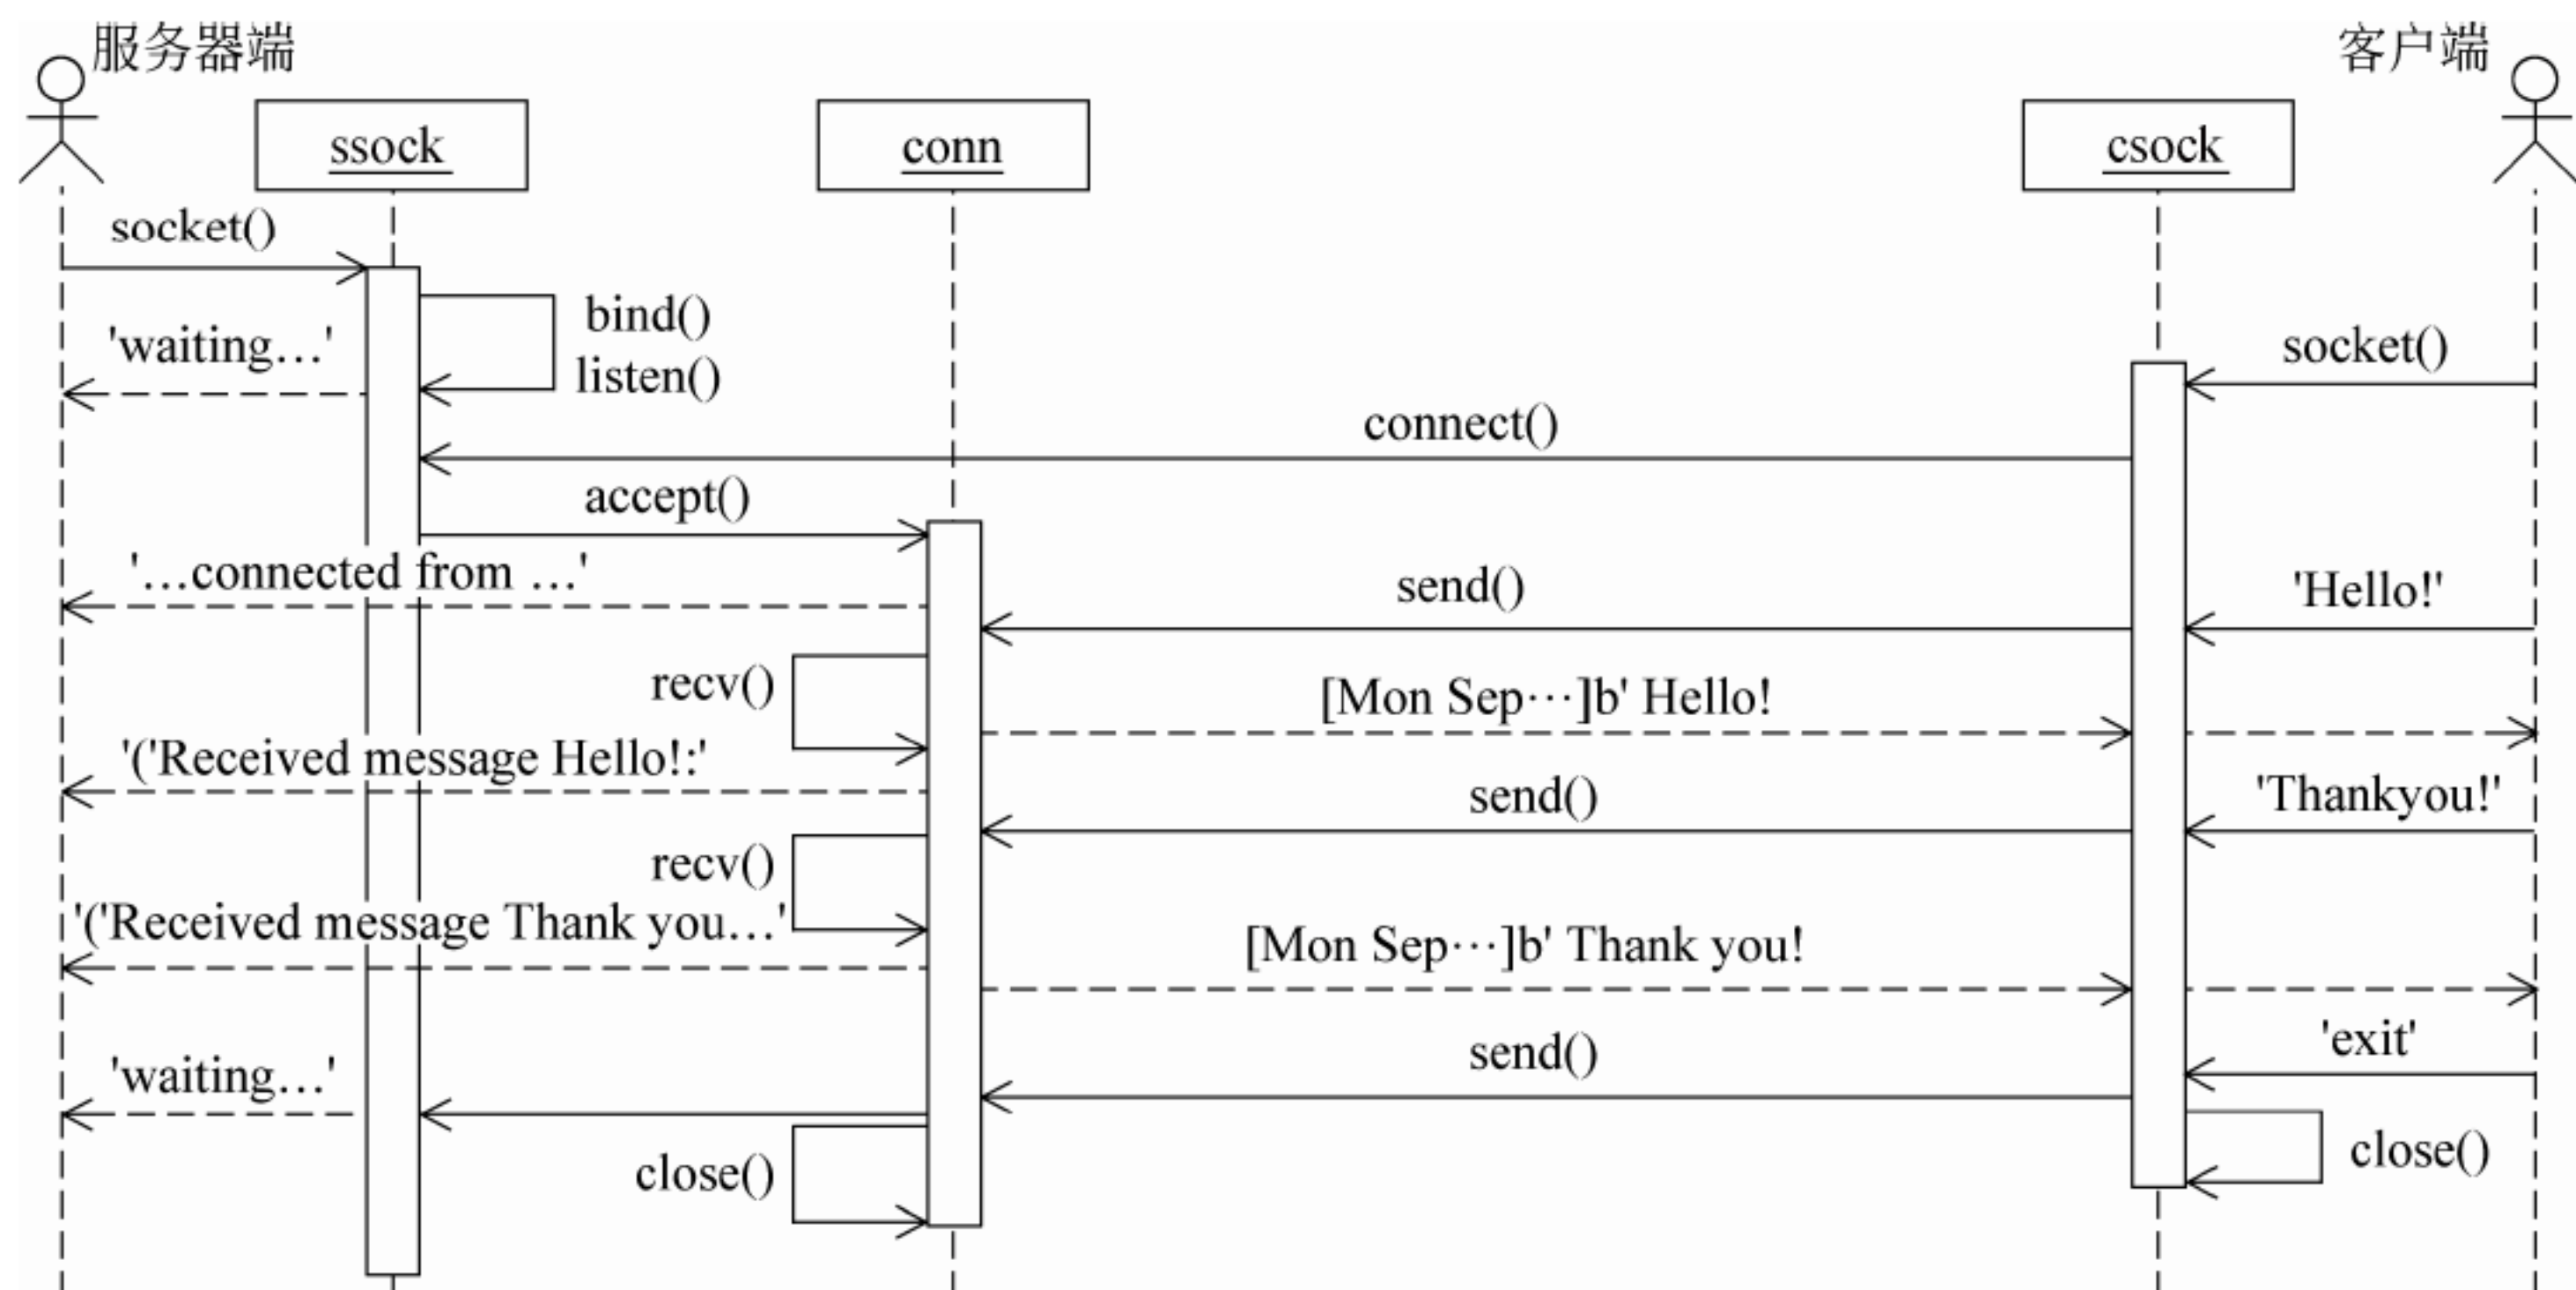 服务器端
客户端
ssock
conn
csock
socket()
bind()
'waiting…'
listen()
socket()
connect()
accept()
'…connected from …'
send()
'Hello!'
recv()
[Mon Sep…]b' Hello!
'('Received message Hello!:'
send()
'Thankyou!'
recv()
'('Received message Thank you…'
[Mon Sep…]b' Thank you!
'exit'
send()
'waiting…'
close()
close()